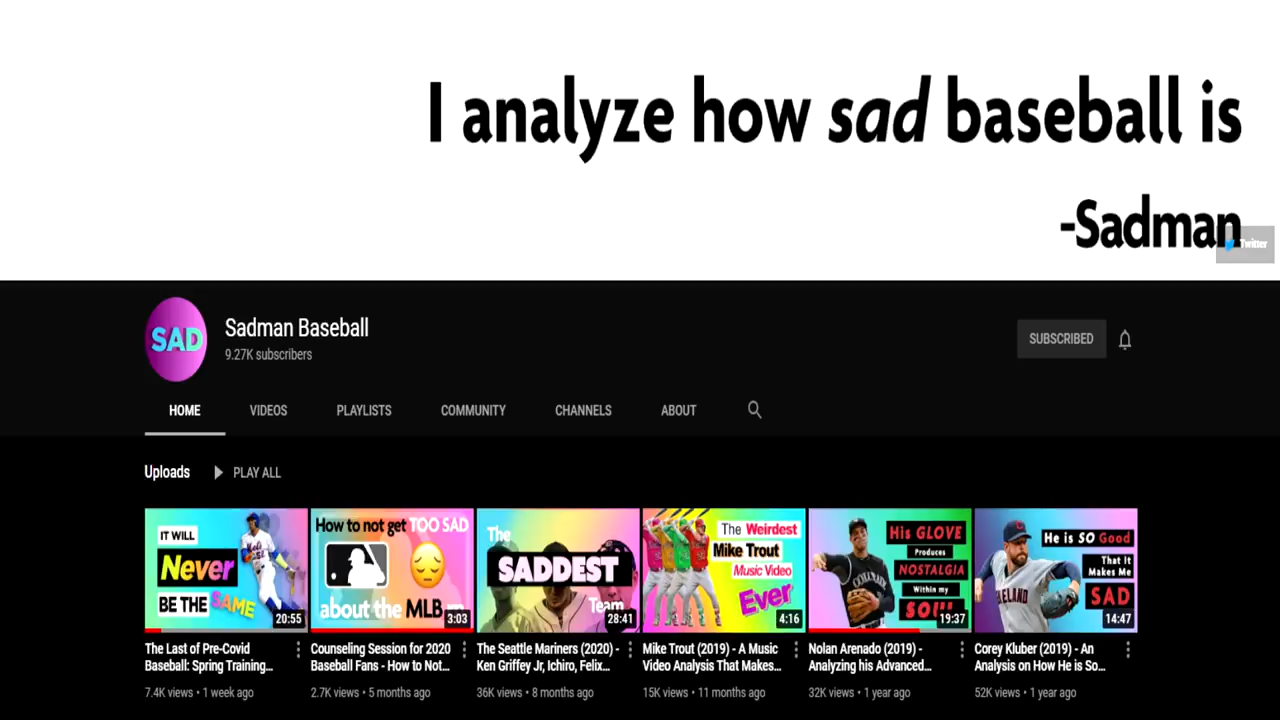 I analyze how sad baseball is
-Sadman
Twitter
SAD
Sadman Baseball
9.27K subscribers
SUBSCRIBED
HOME
VIDEOS
PLAYLISTS
COMMUNITY
CHANNELS
ABOUT
Uploads
PLAY ALL
IT WILL
Never
BE THE SAME
20:55
The Last of Pre-Covid
Baseball: Spring Training...
7.4K views • 1 week ago
How to not get TOO SAD
about the MLB
3:03
Counseling Session for 2020
Baseball Fans - How to Not...
2.7K views • 5 months ago
The
SADDEST
Team
28:41
The Seattle Mariners (2020) -
Ken Griffey Jr, Ichiro, Felix...
36K views • 8 months ago
The Weirdest
Mike Trout
Music Video
Ever
4:16
Mike Trout (2019) - A Music
Video Analysis That Makes...
15K views • 11 months ago
His GLOVE
Produces
NOSTALGIA
Within my
SOUL
COLORADO
19:37
Nolan Arenado (2019) -
Analyzing his Advanced...
32K views • 1 year ago
He is SO Good
That It
Makes Me
SAD
ELAND
14:47
Corey Kluber (2019) - An
Analysis on How He is So...
52K views • 1 year ago